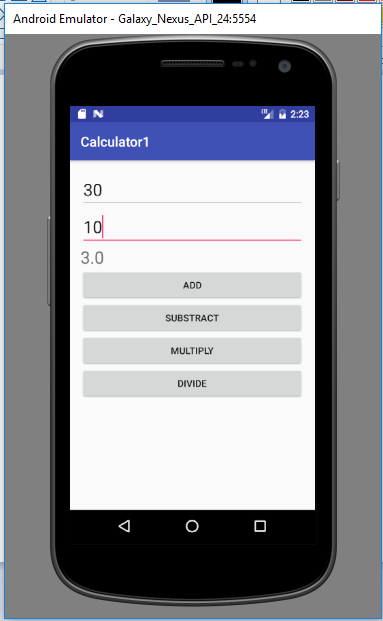 Android Emulator - Galaxy_Nexus_API_24:5554
2:23
Calculator1
30
10
3.0
ADD
SUBSTRACT
MULTIPLY
DIVIDE